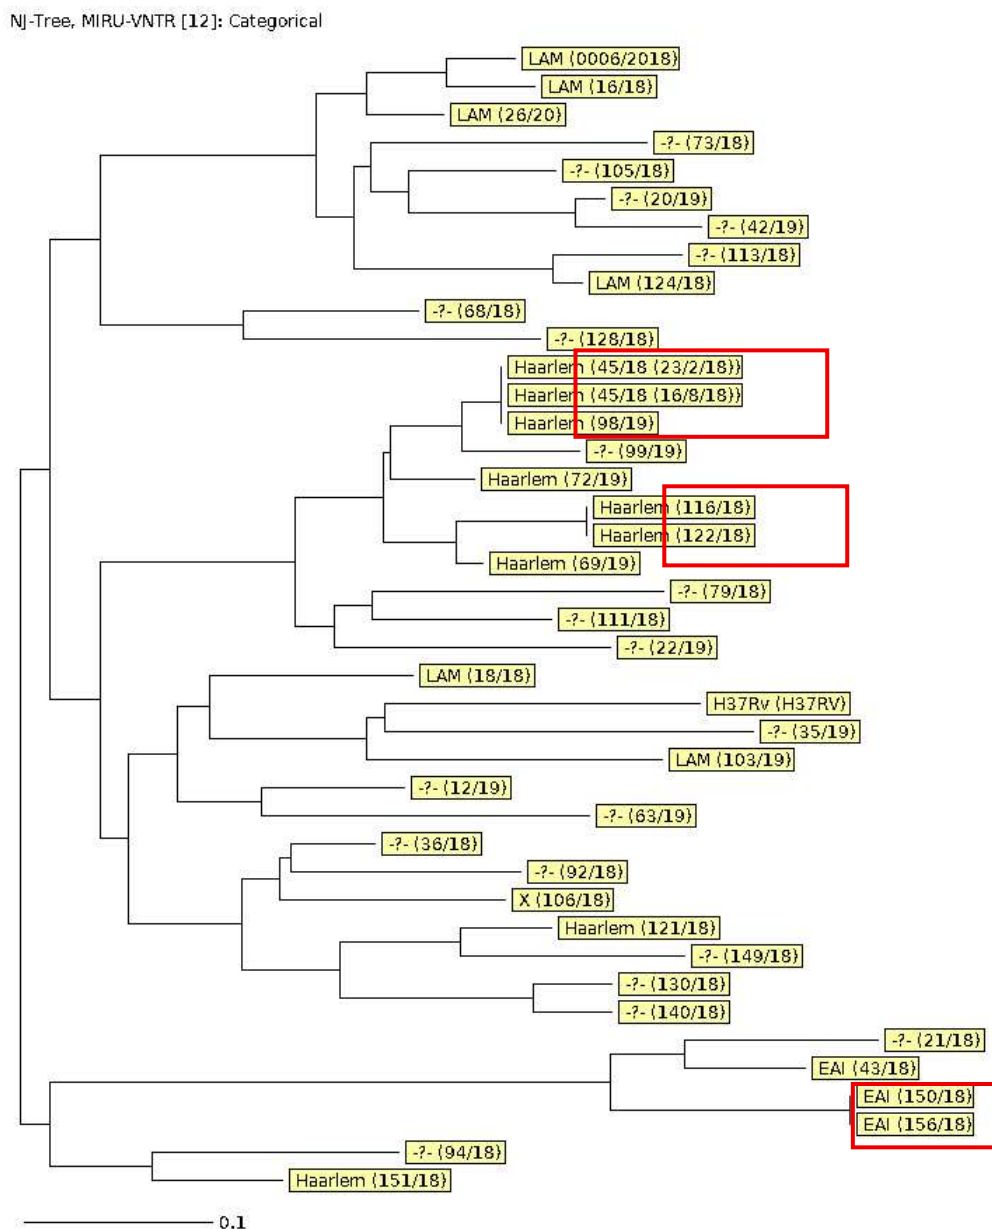 NJ-Tree, MIRU-VNTR [12]: Categorical
LAM (0006/2018)
LAM (16/18)
LAM (26/20)
-?- (73/18)
-?- (105/18)
-?- (20/19)
-?- (42/19)
-?- (113/18)
LAM (124/18)
-?- (68/18)
-?- (128/18)
Haarlem (45/18 (23/2/18))
Haarlem (45/18 (16/8/18))
Haarlem (98/19)
-?- (99/19)
Haarlem (72/19)
Haarlem (116/18)
Haarlem (122/18)
Haarlem (69/19)
-?- (79/18)
-?- (111/18)
-?- (22/19)
LAM (18/18)
H37Rv (H37RV)
-?- (35/19)
LAM (103/19)
-?- (12/19)
-?- (63/19)
-?- (36/18)
-?- (92/18)
X (106/18)
Haarlem (121/18)
-?- (149/18)
-?- (130/18)
-?- (140/18)
-?- (21/18)
EAI (43/18)
EAI (150/18)
EAI (156/18)
-?- (94/18)
Haarlem (151/18)
0.1